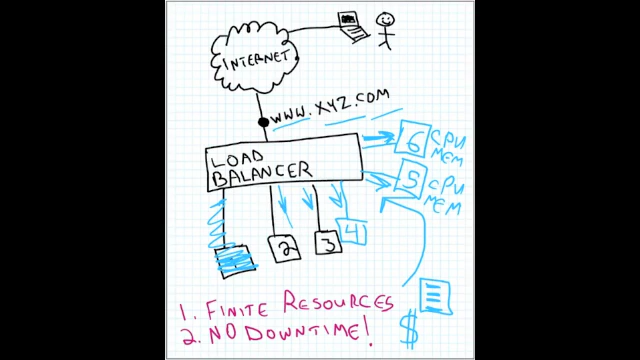 INTERNET
WWW.XYZ.COM
LOAD
BALANCER
6 CPU
MEM
5 CPU
MEM
2
3
4
$
1. FINITE RESOURCES
2. NO DOWNTIME!